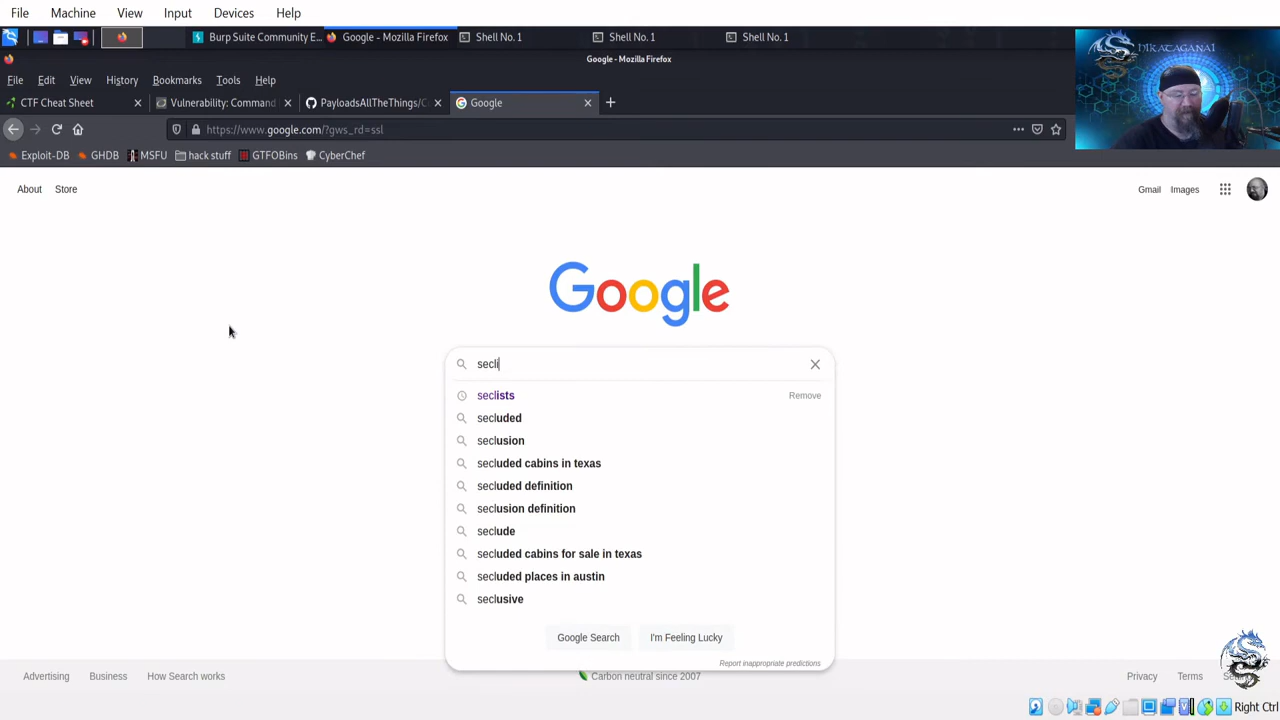 File Machine View Input Devices Help
Burp Suite Community E... Google - Mozilla Firefox Shell No. 1 Shell No. 1 Shell No. 1
Google - Mozilla Firefox
File Edit View History Bookmarks Tools Help
CTF Cheat Sheet Vulnerability: Command PayloadsAllTheThings/C Google
https://www.google.com/?gws_rd=ssl
Exploit-DB GHDB MSFU hack stuff GTFOBins CyberChef
About Store Gmail Images
Google
secli
seclists Remove
secluded
seclusion
secluded cabins in texas
secluded definition
seclusion definition
seclude
secluded cabins for sale in texas
secluded places in austin
seclusive
Google Search I'm Feeling Lucky
Report inappropriate predictions
Advertising Business How Search works Carbon neutral since 2007 Privacy Terms
Right Ctrl